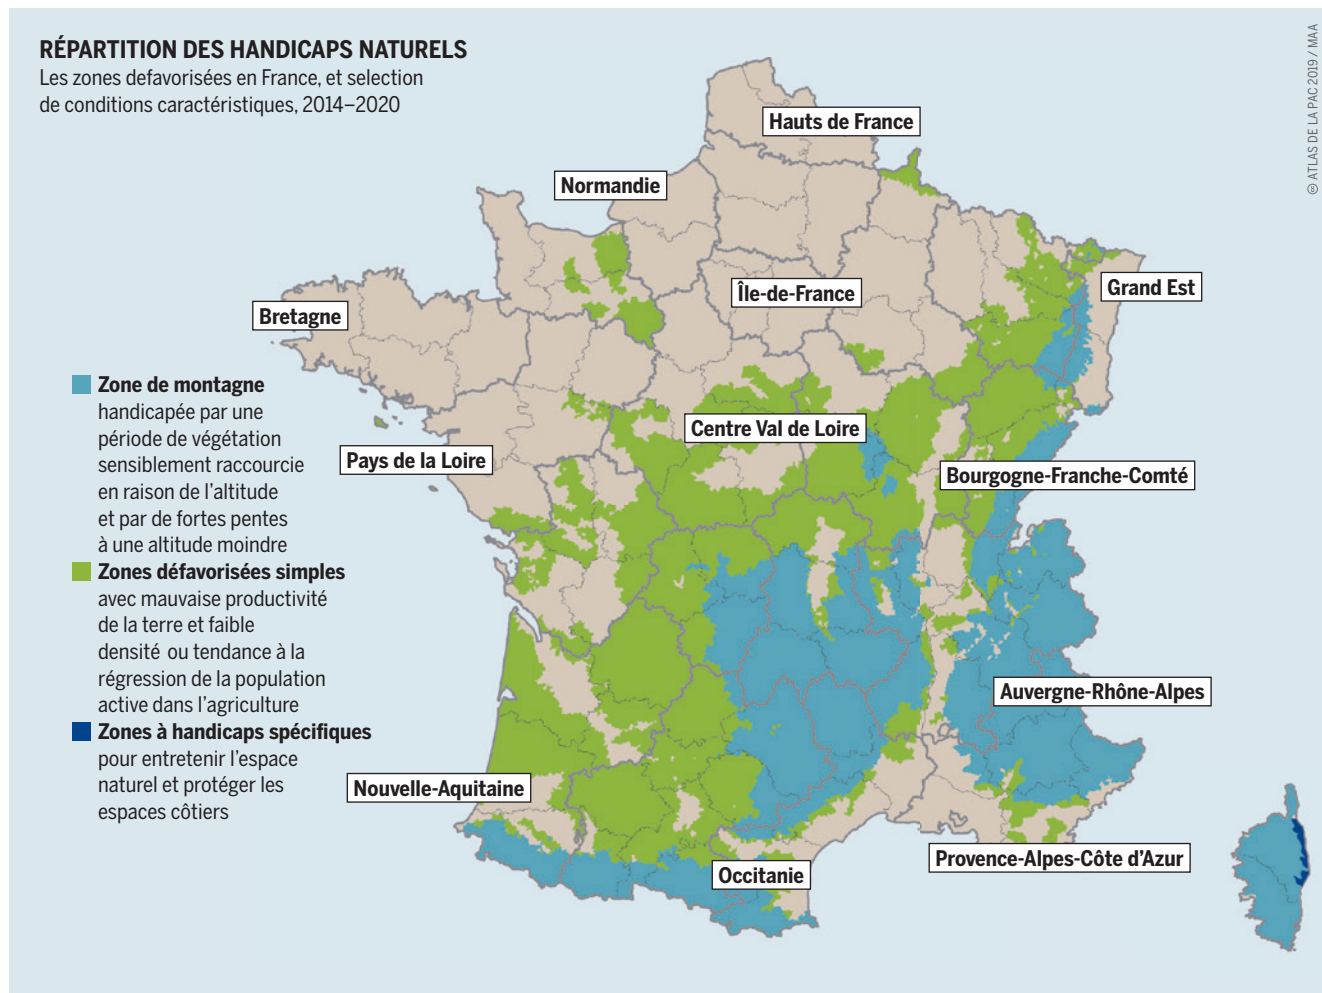 RÉPARTITION DES HANDICAPS NATURELS
Les zones defavorisées en France, et selection
de conditions caractéristiques, 2014–2020
© ATLAS DE LA PAC 2019 / MAA
Hauts de France
Normandie
Île-de-France
Grand Est
Bretagne
Centre Val de Loire
Pays de la Loire
Bourgogne-Franche-Comté
Auvergne-Rhône-Alpes
Nouvelle-Aquitaine
Provence-Alpes-Côte d’Azur
Occitanie
Zone de montagne
handicapée par une
période de végétation
sensiblement raccourcie
en raison de l’altitude
et par de fortes pentes
à une altitude moindre
Zones défavorisées simples
avec mauvaise productivité
de la terre et faible
densité ou tendance à la
régression de la population
active dans l’agriculture
Zones à handicaps spécifiques
pour entretenir l’espace
naturel et protéger les
espaces côtiers